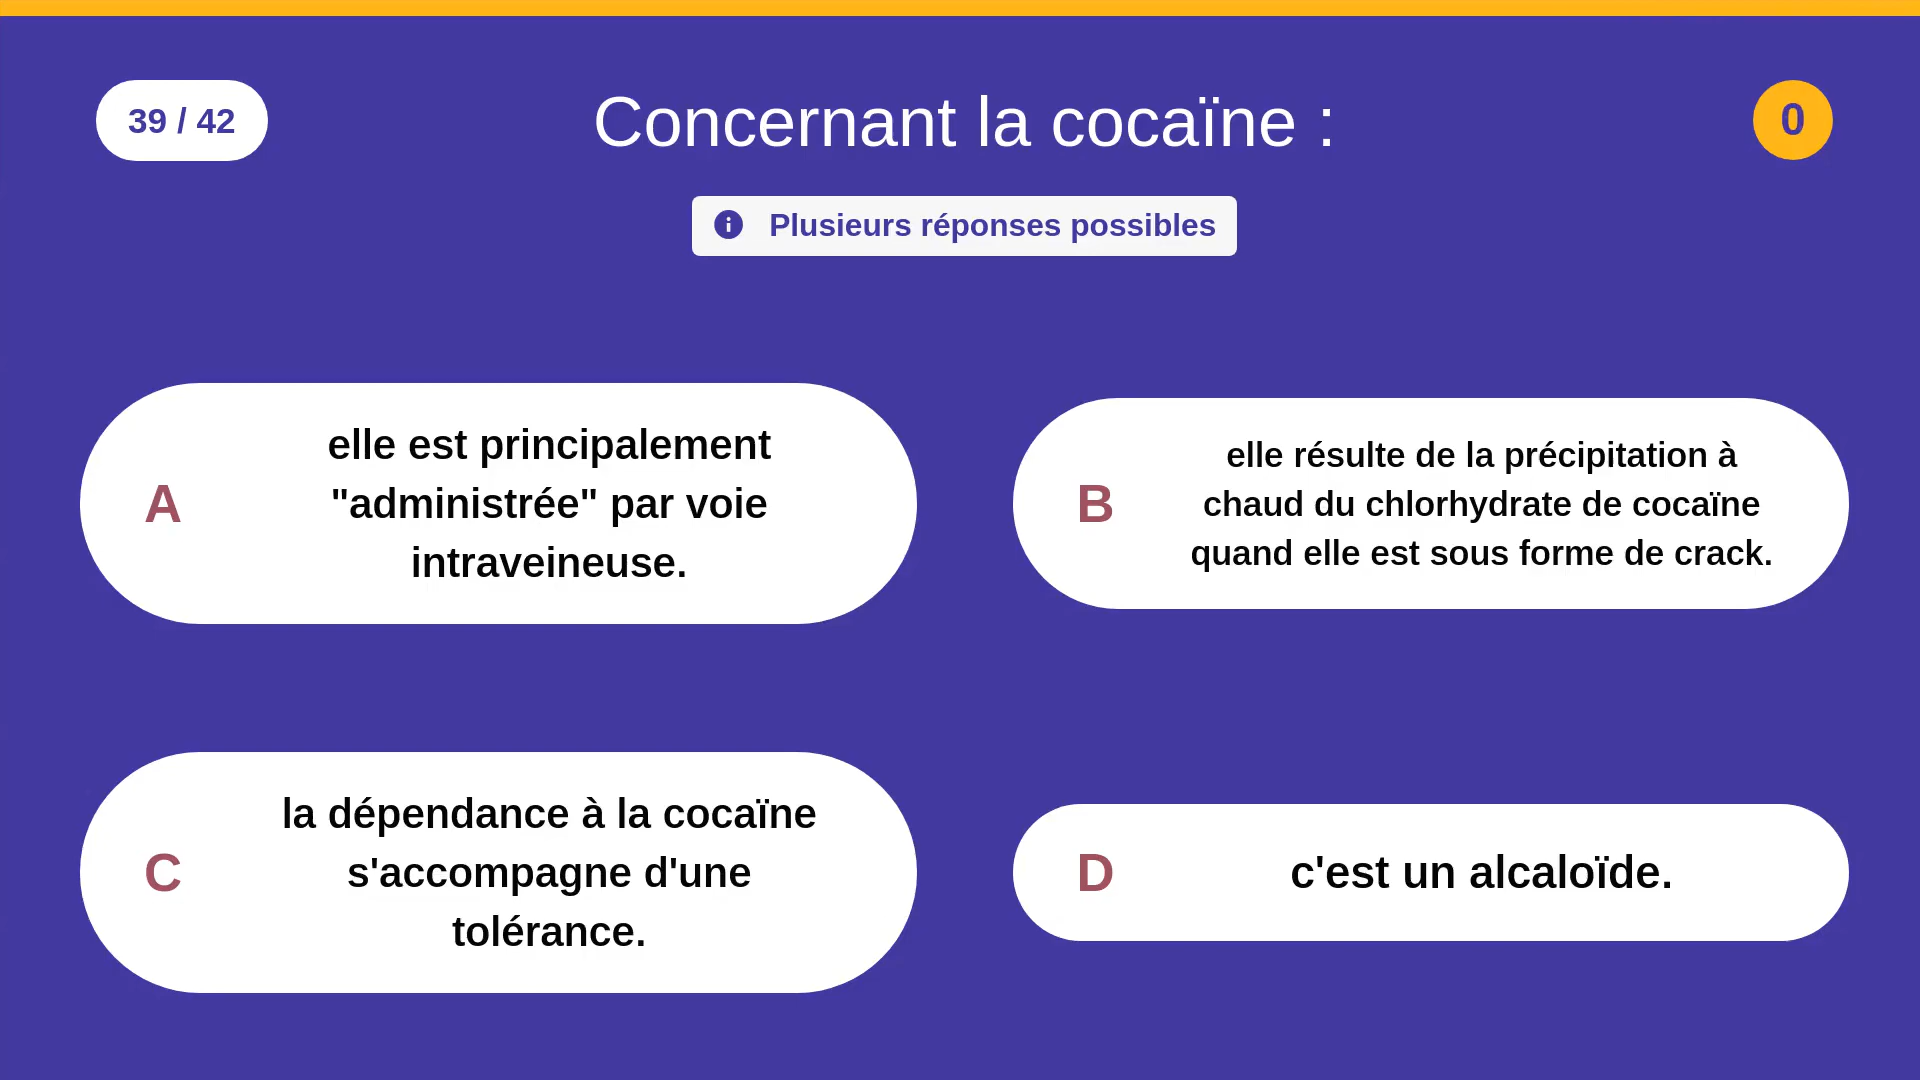 39 / 42
Concernant la cocaïne :
0
Plusieurs réponses possibles
A
elle est principalement
"administrée" par voie
intraveineuse.
B
elle résulte de la précipitation à
chaud du chlorhydrate de cocaïne
quand elle est sous forme de crack.
C
la dépendance à la cocaïne
s'accompagne d'une
tolérance.
D
c'est un alcaloïde.